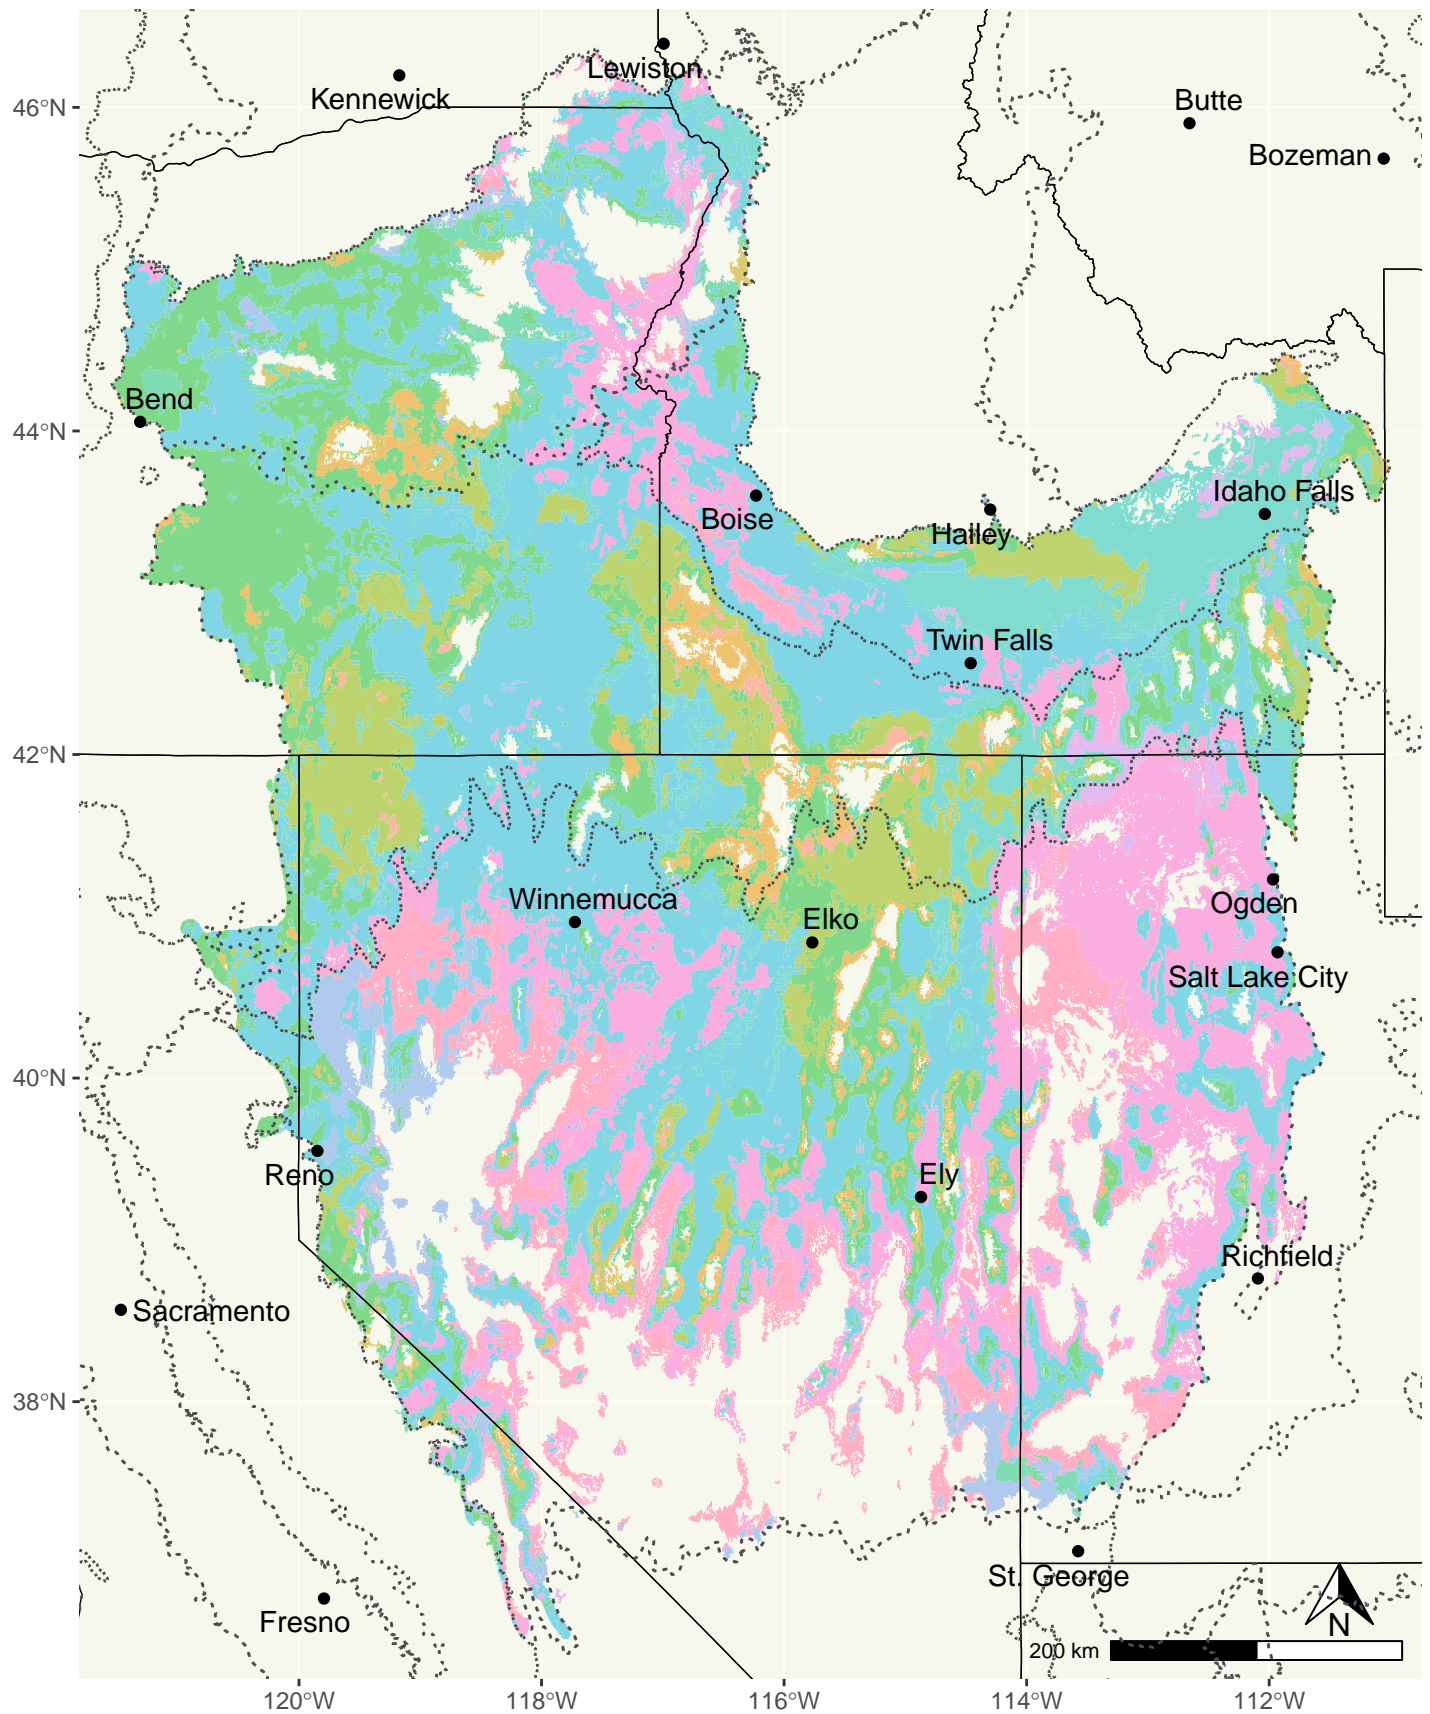 Lewiston
Kennewick
46°N
Butte
Bozeman
Bend
44°N
Boise
Hailey
Idaho Falls
Twin Falls
42°N
Winnemucca
Elko
Ogden
Salt Lake City
40°N
Reno
Ely
Richfield
Sacramento
38°N
St. George
Fresno
N
200 km
120°W
118°W
116°W
114°W
112°W